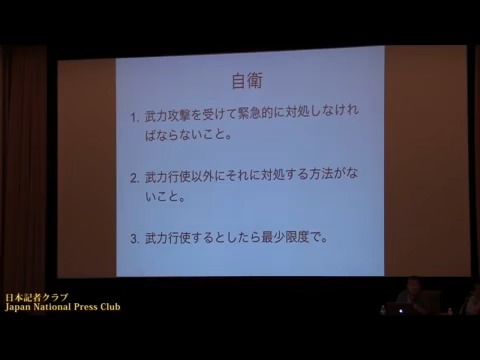 自衛
1. 武力攻撃を受けて緊急的に対処しなけれ
ばならないこと。
2. 武力行使以外にそれに対処する方法がな
いこと。
3. 武力行使するとしたら最少限度で。
日本記者クラブ
Japan National Press Club